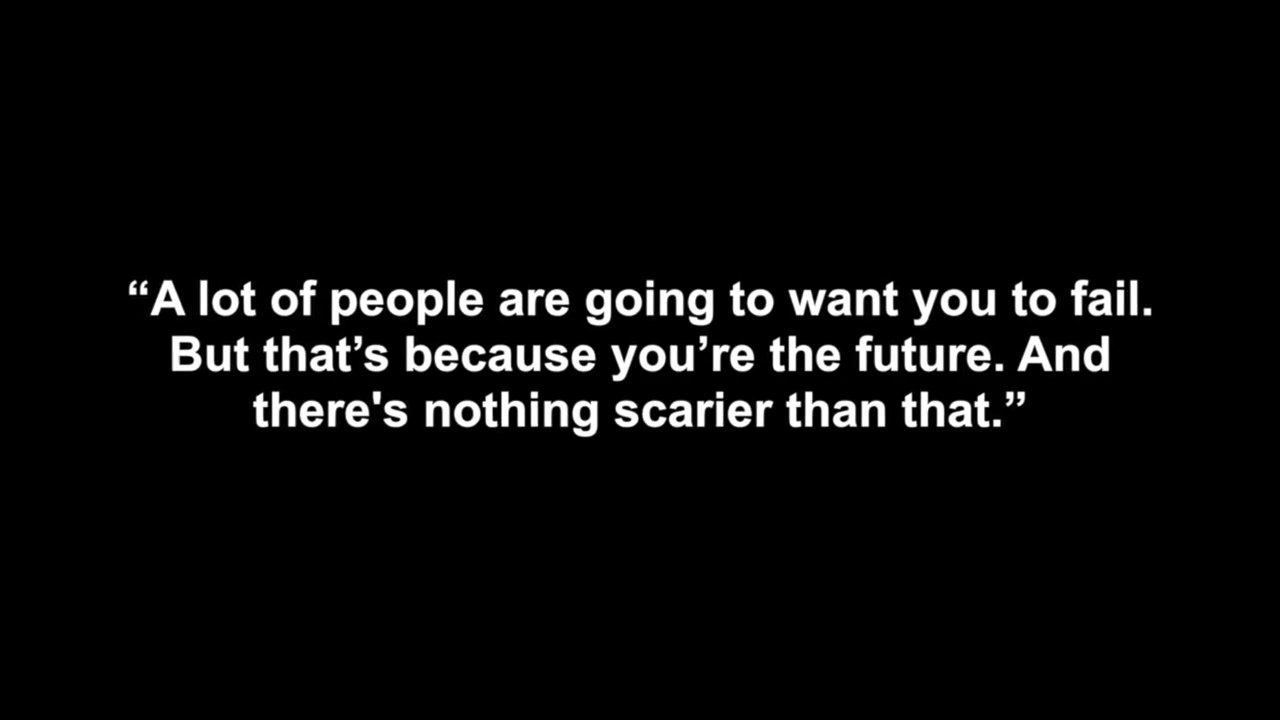 “A lot of people are going to want you to fail.
But that’s because you’re the future. And
there's nothing scarier than that.”